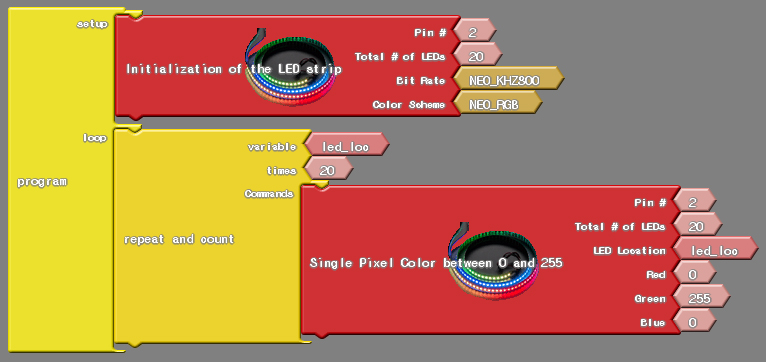 setup
Pin # 2
Total # of LEDs 20
Initialization of the LED strip
Bit Rate NEO_KHZ800
Color Scheme NEO_RGB
loop
variable led_loc
times 20
program
Commands
repeat and count
Pin # 2
Total # of LEDs 20
LED Location led_loc
Single Pixel Color between 0 and 255
Red 0
Green 255
Blue 0